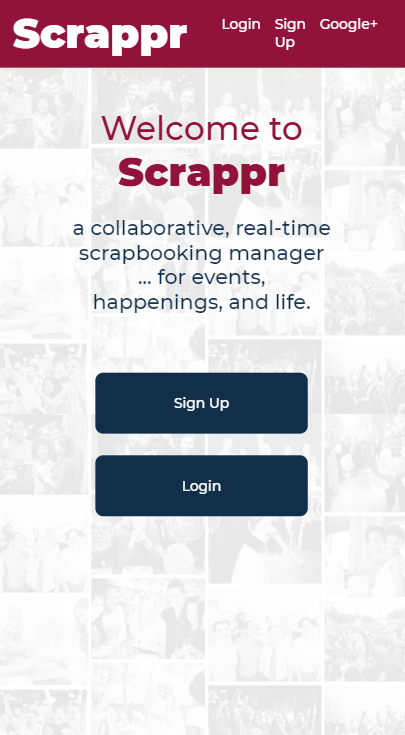 Scrappr
Login
Sign
Up
Google+
Welcome to
Scrappr
a collaborative, real-time
scrapbooking manager
... for events,
happenings, and life.
Sign Up
Login